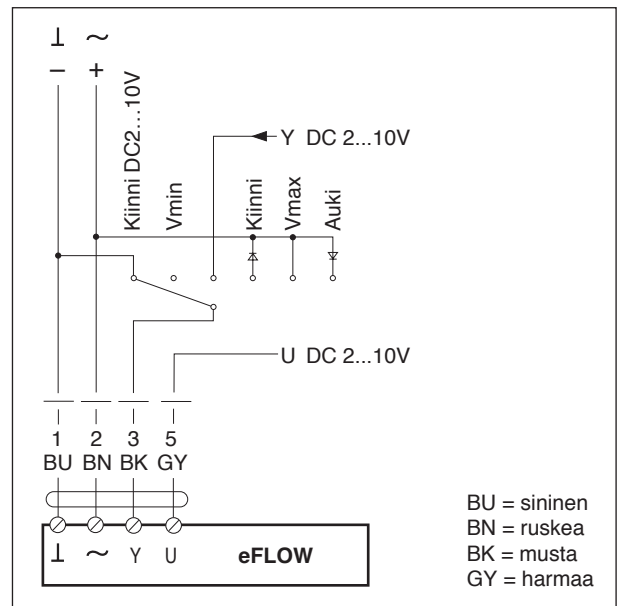 ⊥ ~
– +
Kiinni DC2...10V
Vmin
Y DC 2...10V
Kiinni
Vmax
Auki
U DC 2...10V
1 2 3 5
BU BN BK GY
⊥ ~ Y U eFLOW
BU = sininen
BN = ruskea
BK = musta
GY = harmaa